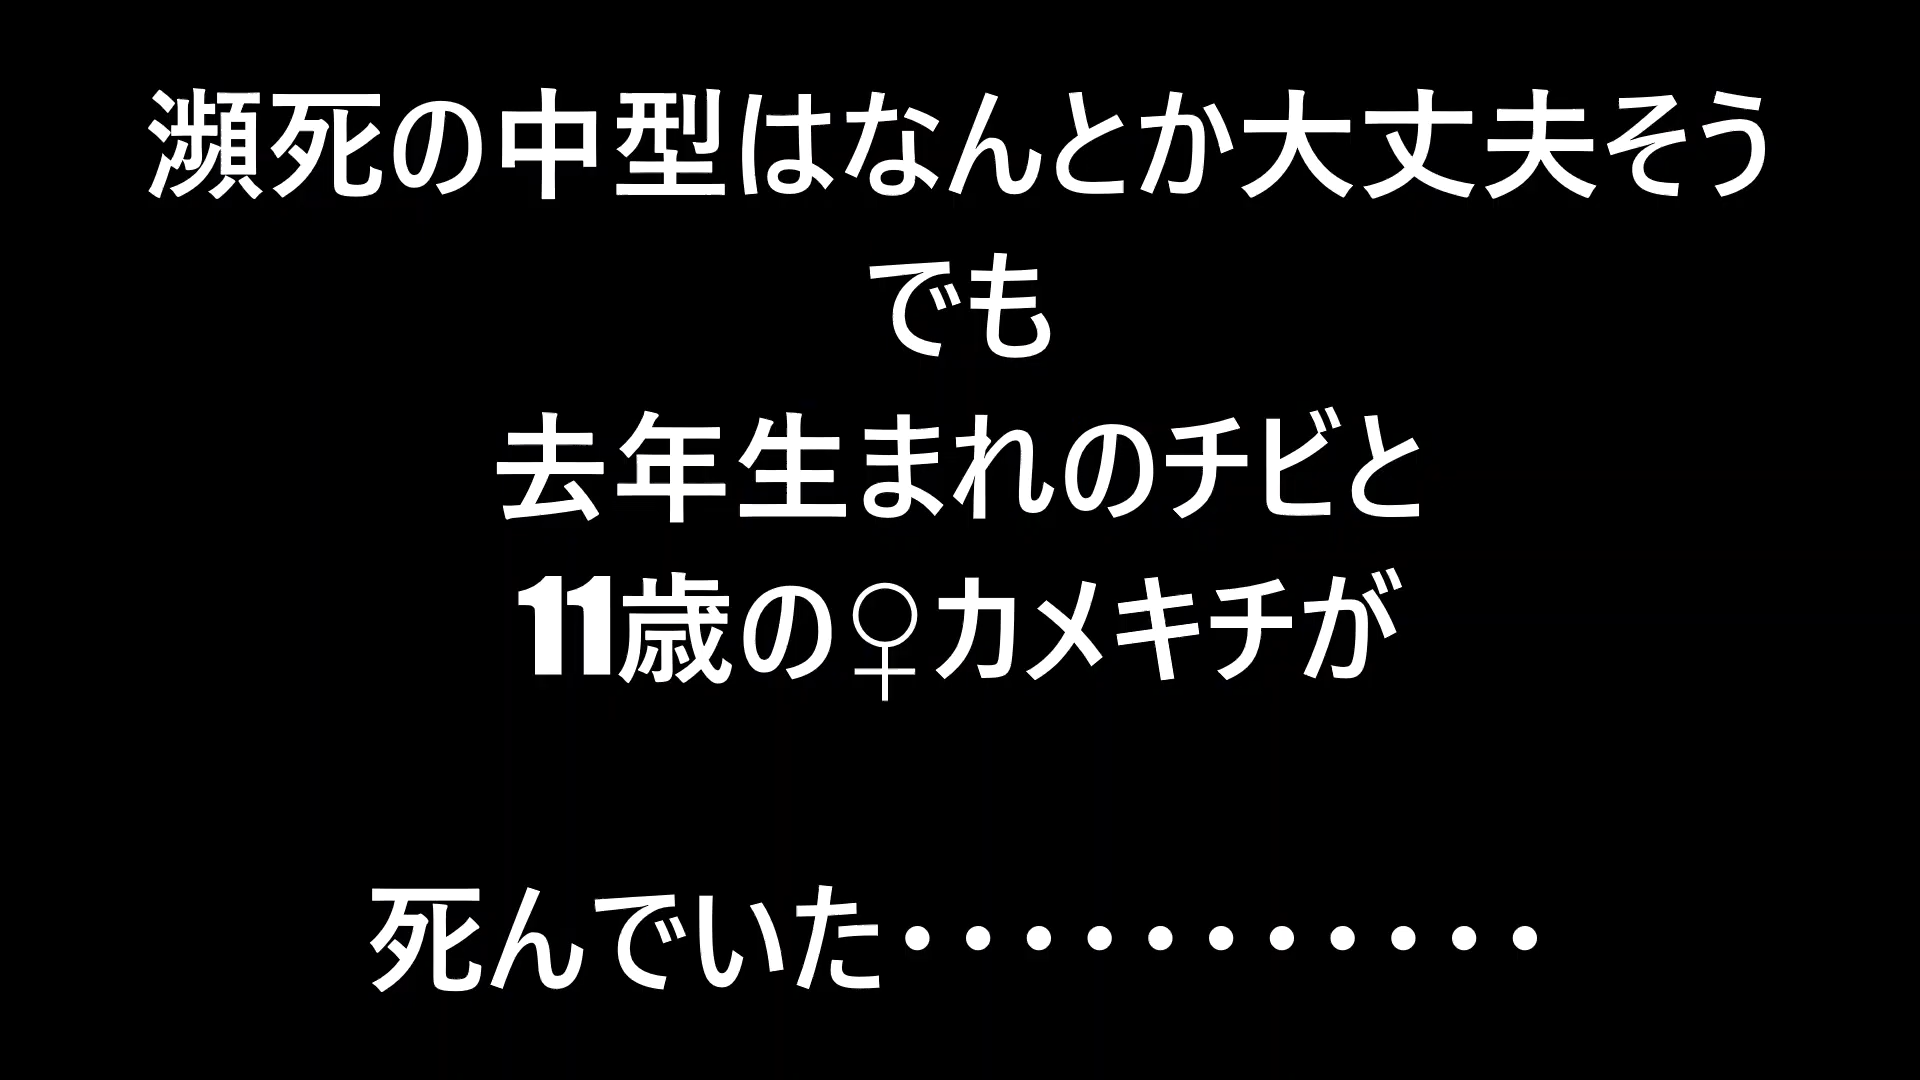 瀕死の中型はなんとか大丈夫そう
でも
去年生まれのチビと
11歳の♀カメキチが
死んでいた・・・・・・・・・・・